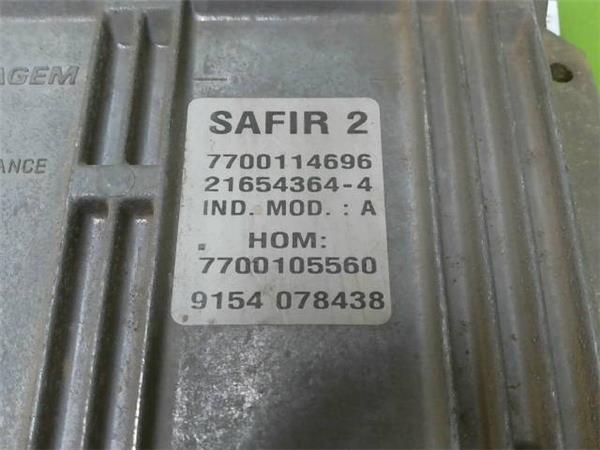 AGEM
ANCE
SAFIR 2
7700114696
21654364-4
IND. MOD. : A
HOM:
7700105560
9154 078438